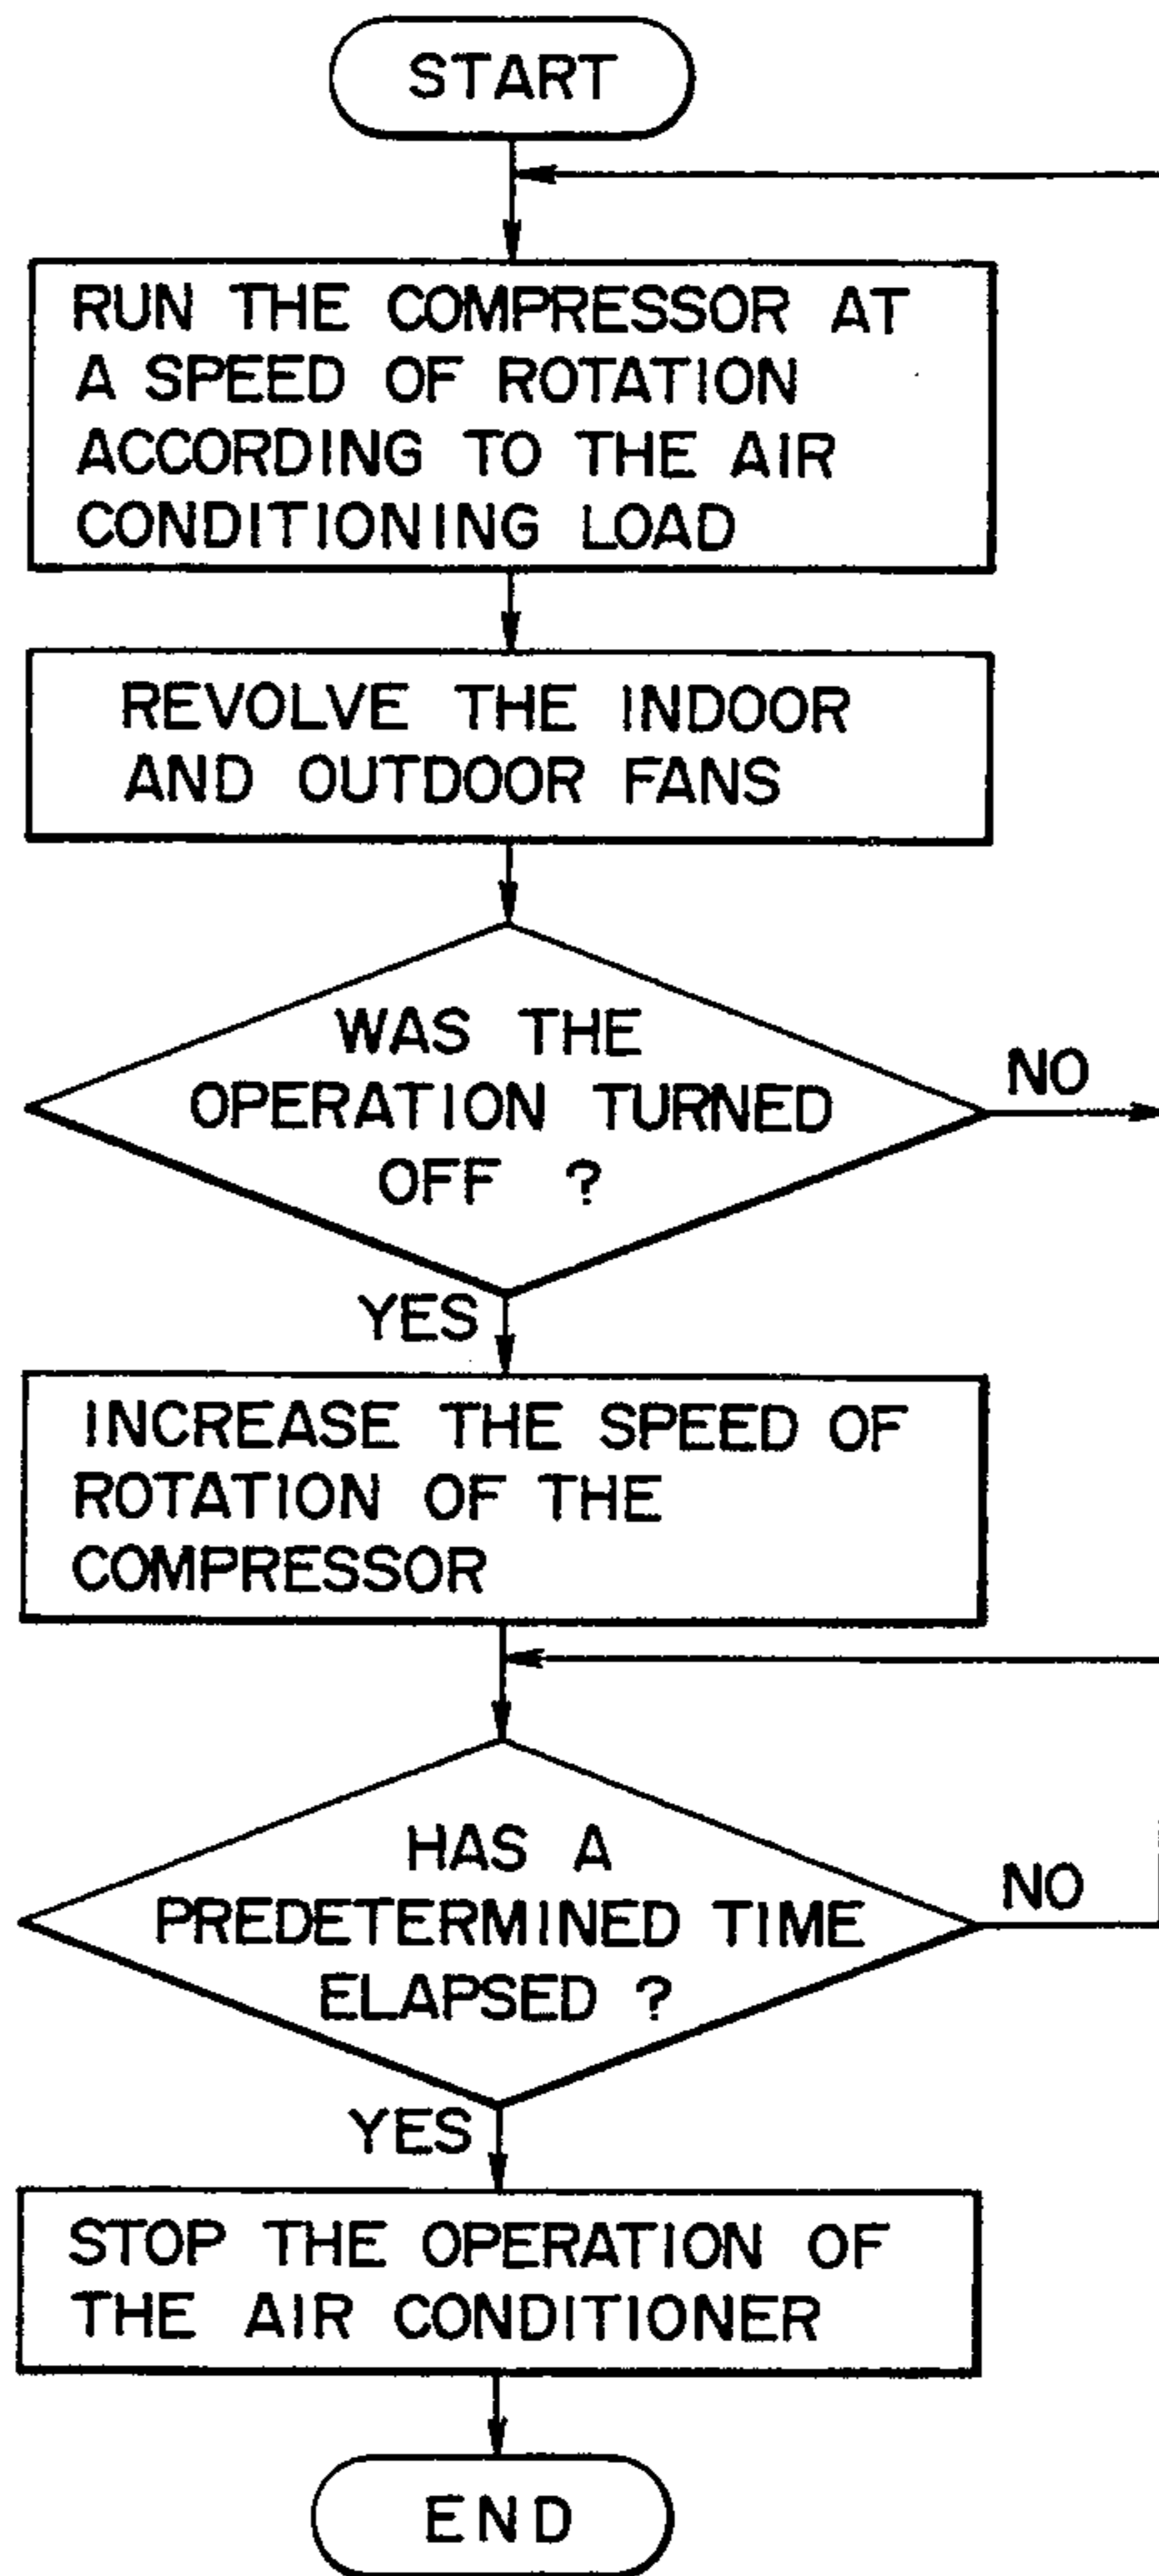 START
RUN THE COMPRESSOR AT
A SPEED OF ROTATION
ACCORDING TO THE AIR
CONDITIONING LOAD
REVOLVE THE INDOOR
AND OUTDOOR FANS
WAS THE
OPERATION TURNED
OFF ?
NO
YES
INCREASE THE SPEED OF
ROTATION OF THE
COMPRESSOR
HAS A
PREDETERMINED TIME
ELAPSED ?
NO
YES
STOP THE OPERATION OF
THE AIR CONDITIONER
END